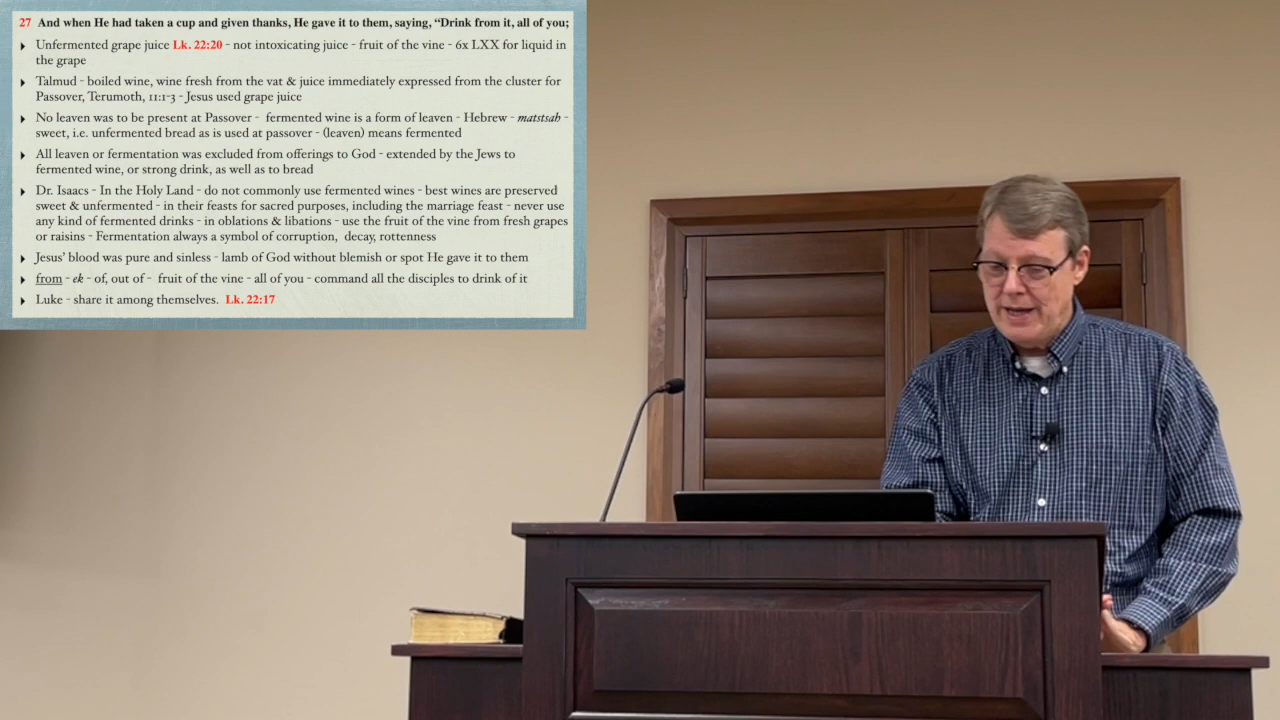 27 And when He had taken a cup and given thanks, He gave it to them, saying, “Drink from it, all of you;
Unfermented grape juice Lk. 22:20 - not intoxicating juice - fruit of the vine - 6x LXX for liquid in
the grape
Talmud - boiled wine, wine fresh from the vat & juice immediately expressed from the cluster for
Passover, Terumoth, 11:1-3 - Jesus used grape juice
No leaven was to be present at Passover - fermented wine is a form of leaven - Hebrew - matstsah -
sweet, i.e. unfermented bread as is used at passover - (leaven) means fermented
All leaven or fermentation was excluded from offerings to God - extended by the Jews to
fermented wine, or strong drink, as well as to bread
Dr. Isaacs - In the Holy Land - do not commonly use fermented wines - best wines are preserved
sweet & unfermented - in their feasts for sacred purposes, including the marriage feast - never use
any kind of fermented drinks - in oblations & libations - use the fruit of the vine from fresh grapes
or raisins - Fermentation always a symbol of corruption, decay, rottenness
Jesus’ blood was pure and sinless - lamb of God without blemish or spot He gave it to them
from - ek - of, out of - fruit of the vine - all of you - command all the disciples to drink of it
Luke - share it among themselves. Lk. 22:17